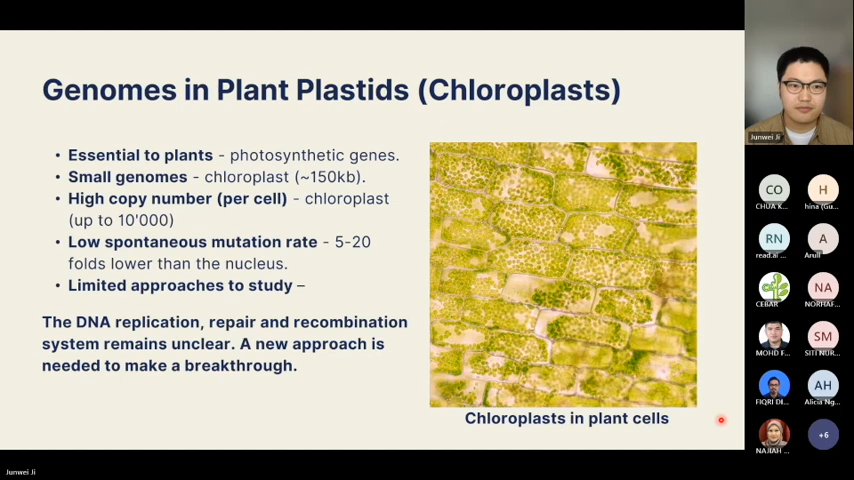 Genomes in Plant Plastids (Chloroplasts)
• Essential to plants - photosynthetic genes.
• Small genomes - chloroplast (~150kb).
• High copy number (per cell) - chloroplast
(up to 10'000)
• Low spontaneous mutation rate - 5-20
folds lower than the nucleus.
• Limited approaches to study –
The DNA replication, repair and recombination
system remains unclear. A new approach is
needed to make a breakthrough.
Chloroplasts in plant cells
Junwei Ji
CO
CHUA K...
H
hina (Gu...
RN
read.ai ...
A
Aruli
CEBAR
NA
NORHAF...
MOHD F...
SM
SITI NUR...
FIQRI DI...
AH
Alicia Ng...
NAJIAH ...
+6
Junwei Ji